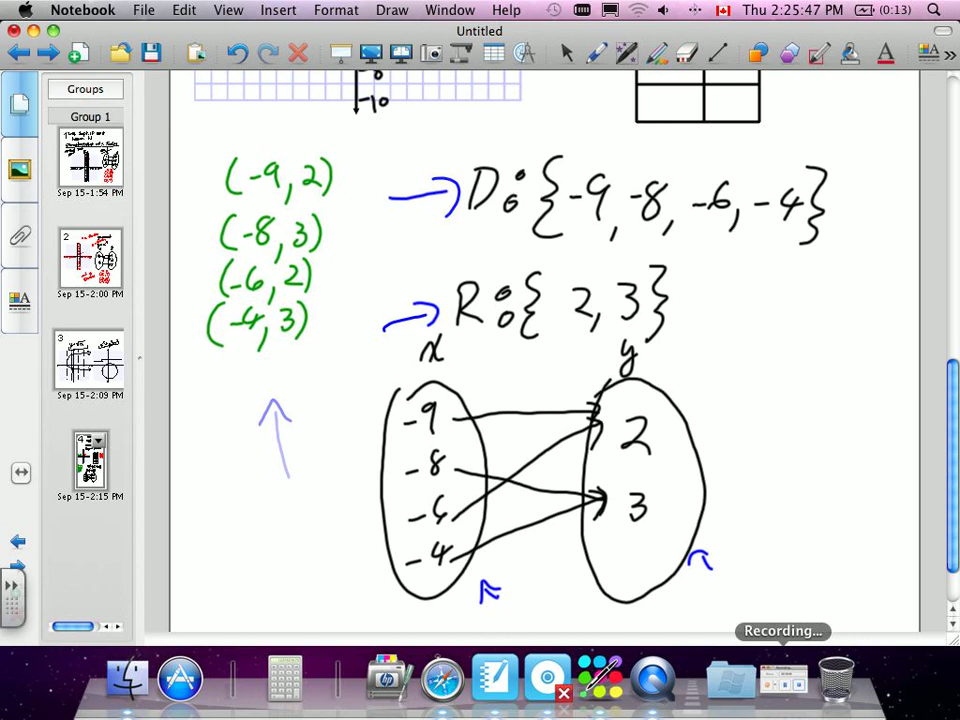 Notebook File Edit View Insert Format Draw Window Help Thu 2:25:47 PM (0:13)
Untitled
Groups
Group 1
Sep 15-1:54 PM
2
Sep 15-2:00 PM
3
Sep 15-2:09 PM
4
Sep 15-2:15 PM
-10
(-9, 2)
(-8, 3)
(-6, 2)
(-4, 3)
D: {-9, -8, -6, -4}
R: { 2, 3}
x y
-9
-8
-6
-4
2
3
Recording...
hp